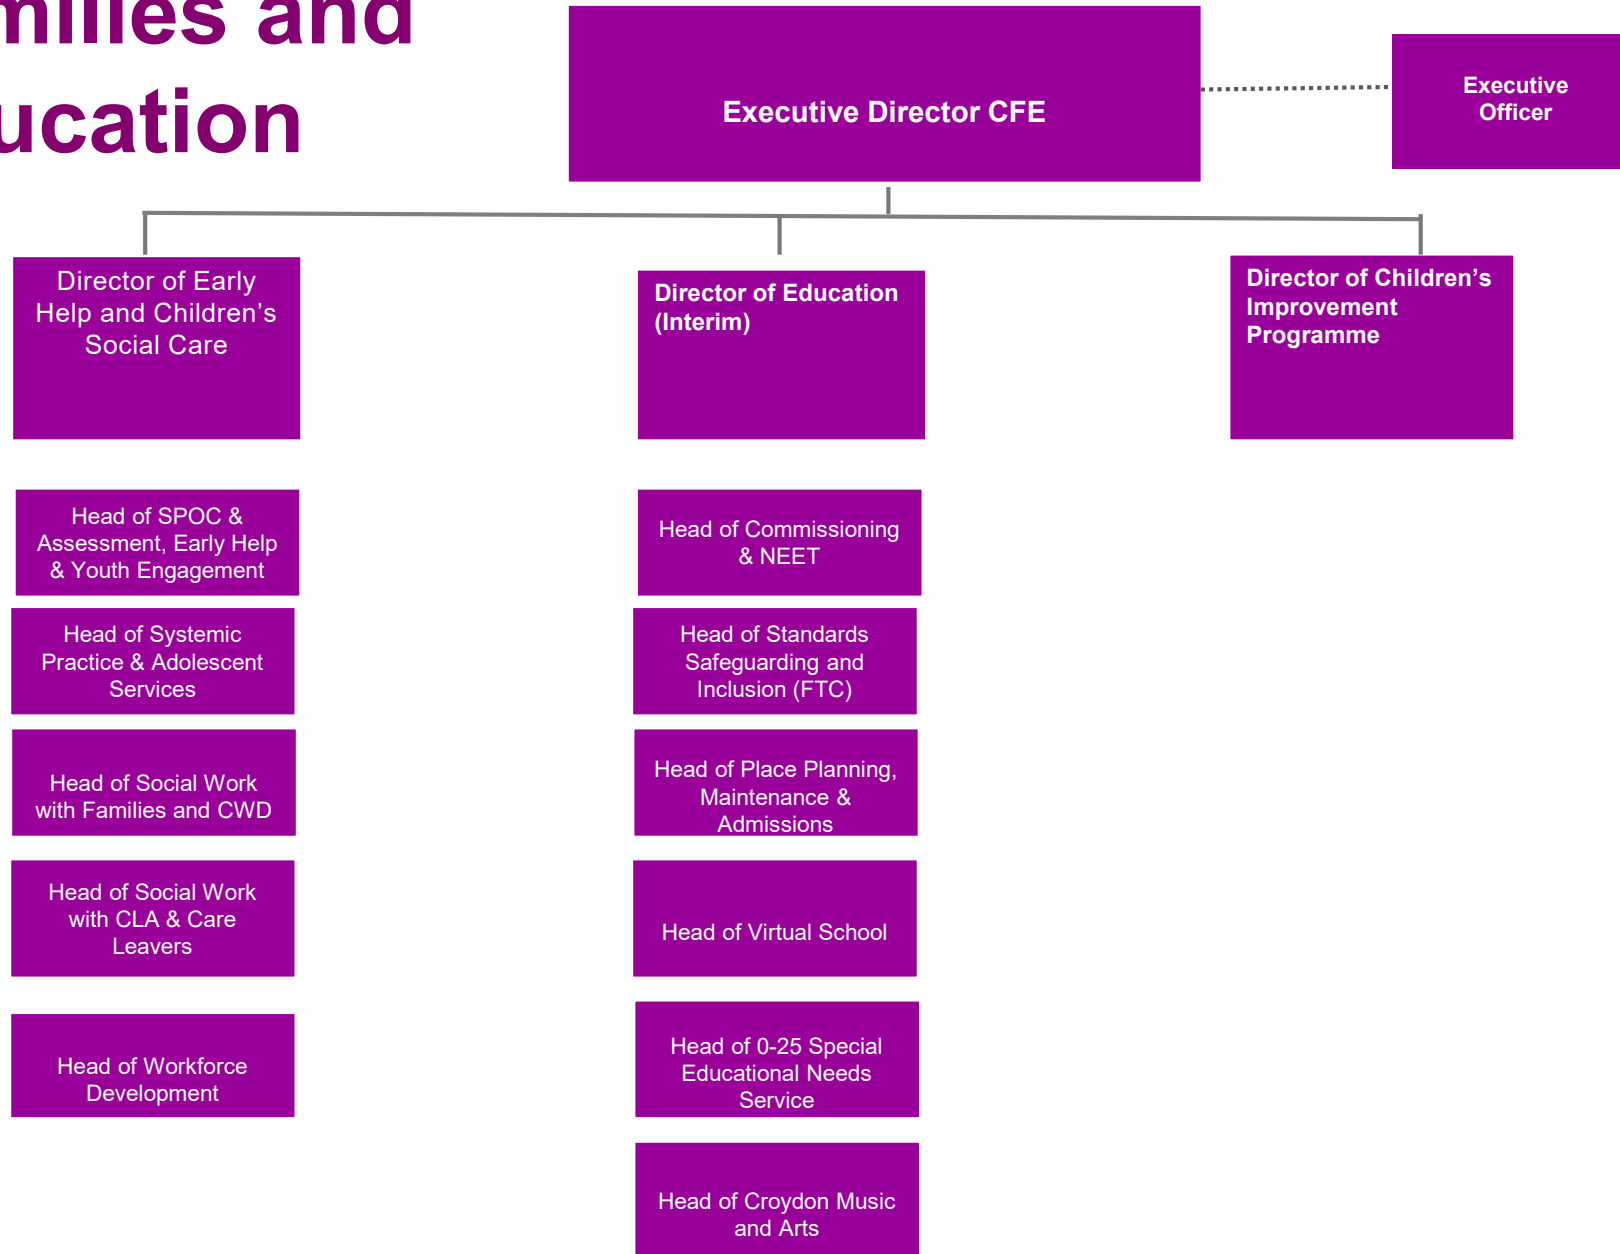 milies and
ucation
Executive Director CFE
Executive
Officer
Director of Early
Help and Children’s
Social Care
Director of Education
(Interim)
Director of Children’s
Improvement
Programme
Head of SPOC &
Assessment, Early Help
& Youth Engagement
Head of Systemic
Practice & Adolescent
Services
Head of Social Work
with Families and CWD
Head of Social Work
with CLA & Care
Leavers
Head of Workforce
Development
Head of Commissioning
& NEET
Head of Standards
Safeguarding and
Inclusion (FTC)
Head of Place Planning,
Maintenance &
Admissions
Head of Virtual School
Head of 0-25 Special
Educational Needs
Service
Head of Croydon Music
and Arts